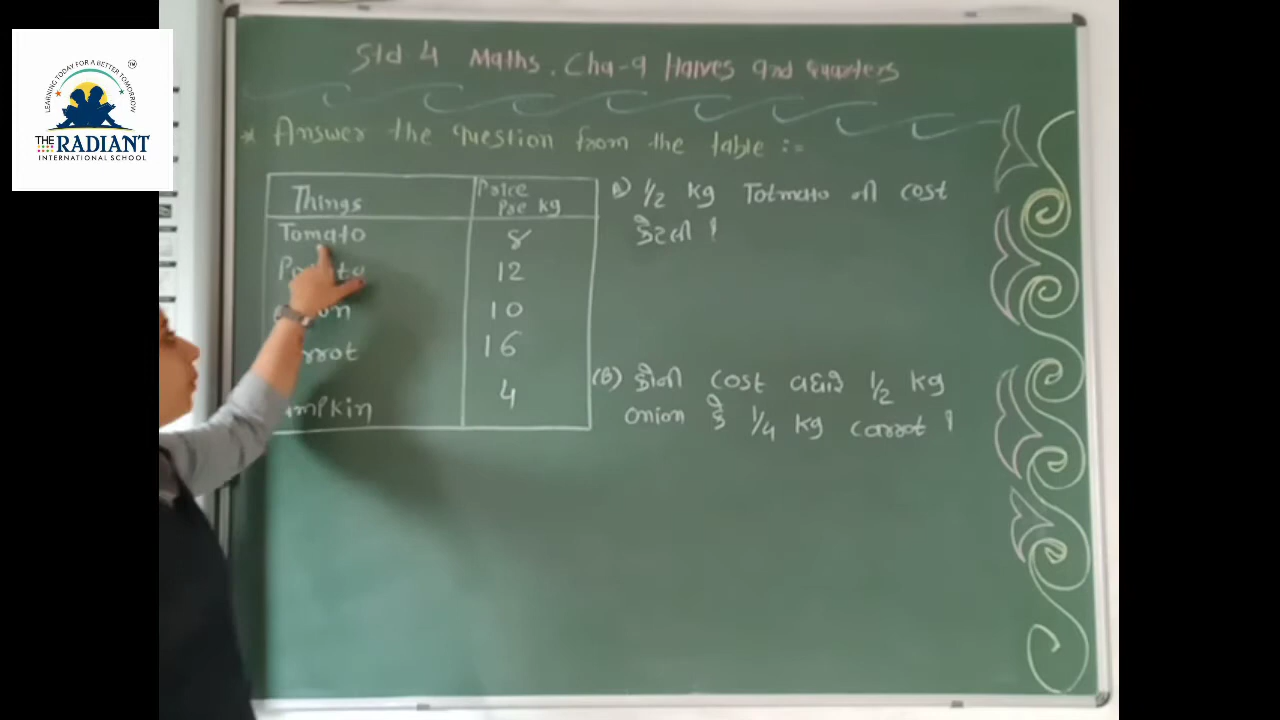 LEARNING TODAY FOR A BETTER TOMORROW
THE RADIANT
INTERNATIONAL SCHOOL
Std 4 Maths. Cha-9 Halves and Quarters
* Answer the question from the table :-
Things Price Per kg
Tomato 8
12
10
16
4
A) 1/2 kg Totmato ની cost
કેટલી ?
(B) કોની cost વધારે 1/2 kg
onion કે 1/4 kg carrot ?